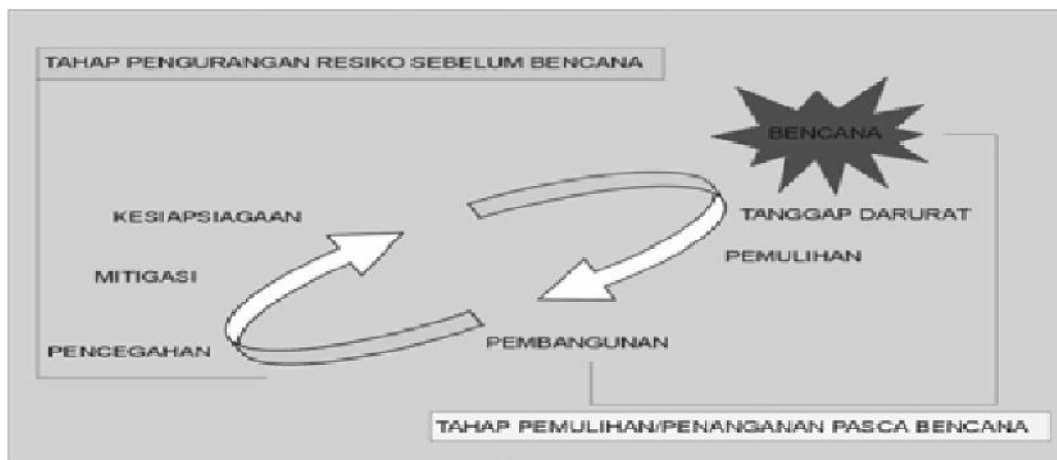 TAHAP PENGURANGAN RESIKO SEBELUM BENCANA
BENCANA
KESIAPSIAGAAN
TANGGAP DARURAT
MITIGASI
PEMULIHAN
PENCEGAHAN
PEMBANGUNAN
TAHAP PEMULIHAN/PENANGANAN PASCA BENCANA